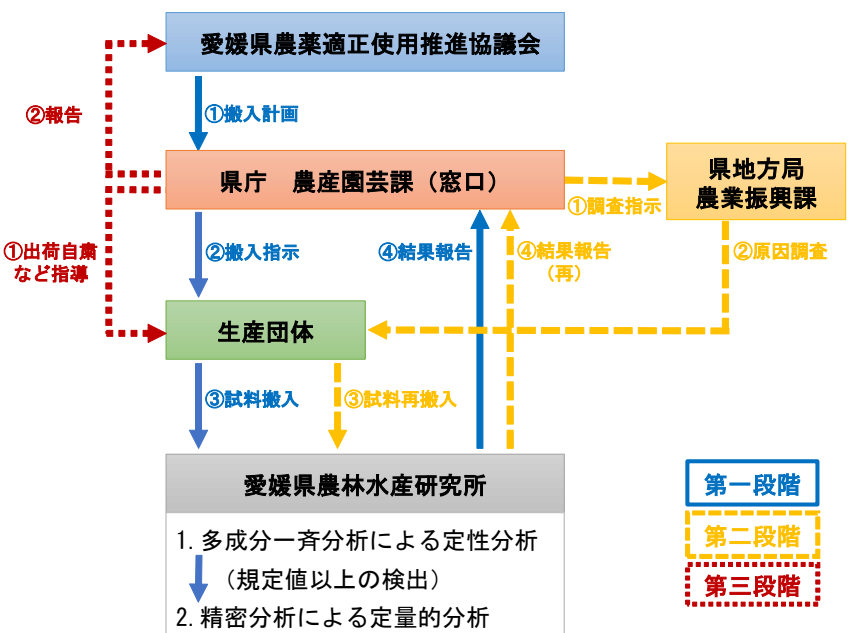 愛媛県農薬適正使用推進協議会
②報告
①搬入計画
県庁 農産園芸課（窓口）
県地方局
農業振興課
①調査指示
①出荷自粛
など指導
②搬入指示
④結果報告
④結果報告
（再）
②原因調査
生産団体
③試料搬入
③試料再搬入
愛媛県農林水産研究所
1. 多成分一斉分析による定性分析
（規定値以上の検出）
2. 精密分析による定量的分析
第一段階
第二段階
第三段階